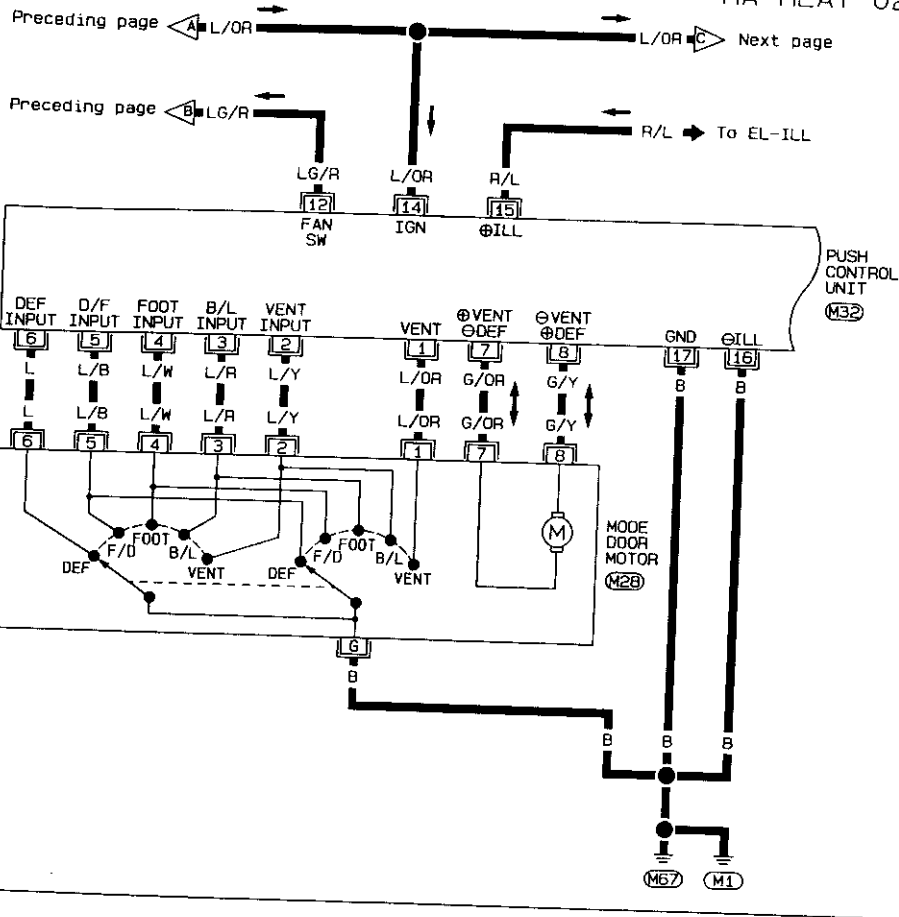 HA-HEAT-02
Preceding page A L/OR L/OR C Next page
Preceding page B LG/R R/L To EL-ILL
LG/R L/OR R/L
12 14 15
FAN SW IGN ⊕ILL
PUSH CONTROL UNIT
M32
DEF INPUT D/F INPUT FOOT INPUT B/L INPUT VENT INPUT VENT ⊕VENT ⊖DEF ⊖VENT ⊕DEF GND ⊖ILL
6 5 4 3 2 1 7 8 17 16
L L/B L/W L/R L/Y L/OR G/OR G/Y B B
L L/B L/W L/R L/Y L/OR G/OR G/Y
6 5 4 3 2 1 7 8
DEF F/D FOOT B/L VENT DEF F/D FOOT B/L VENT M
MODE DOOR MOTOR
M28
G
B
B B B
M67 M1